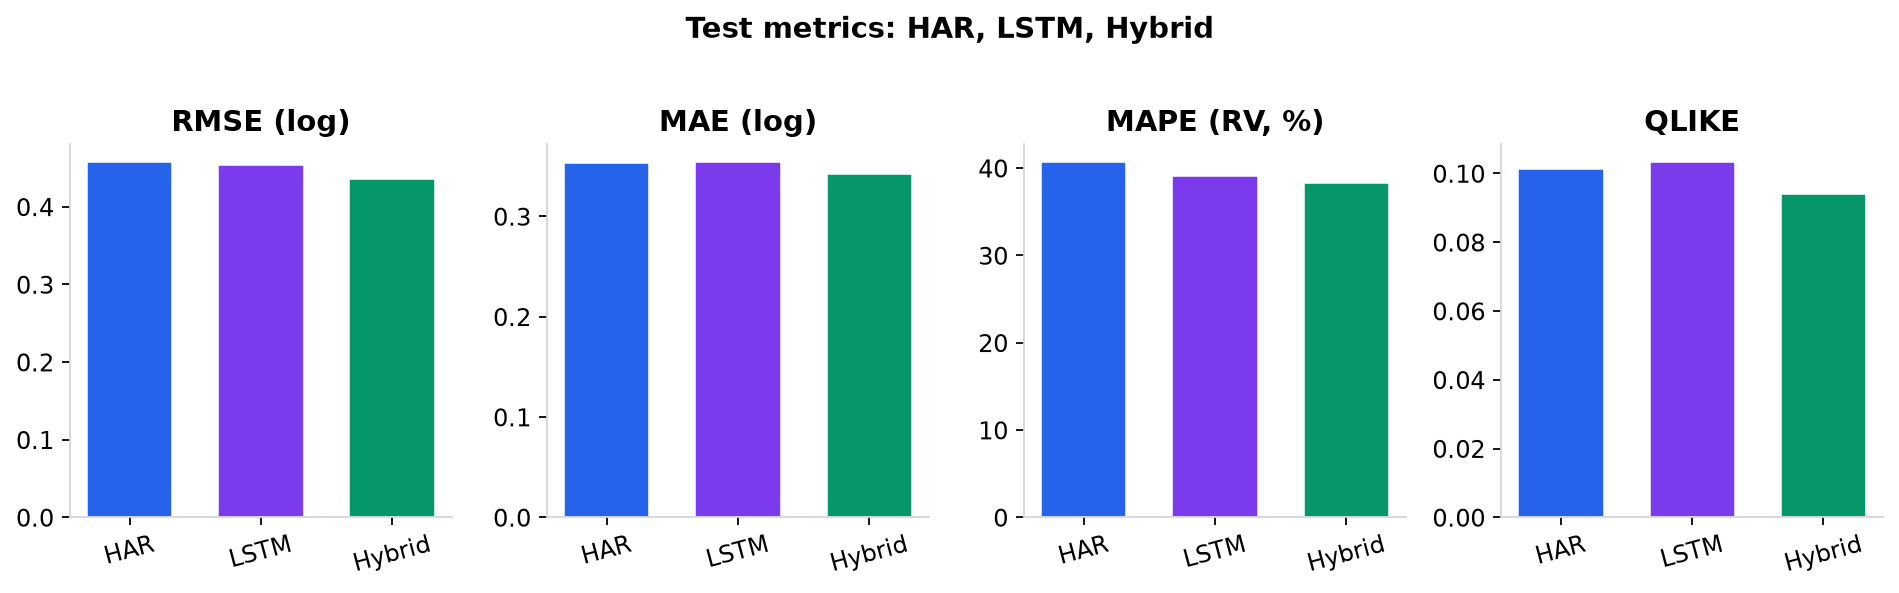 Test metrics: HAR, LSTM, Hybrid
RMSE (log)
0.4
0.3
0.2
0.1
0.0
HAR
LSTM
Hybrid
MAE (log)
0.3
0.2
0.1
0.0
HAR
LSTM
Hybrid
MAPE (RV, %)
40
30
20
10
0
HAR
LSTM
Hybrid
QLIKE
0.10
0.08
0.06
0.04
0.02
0.00
HAR
LSTM
Hybrid